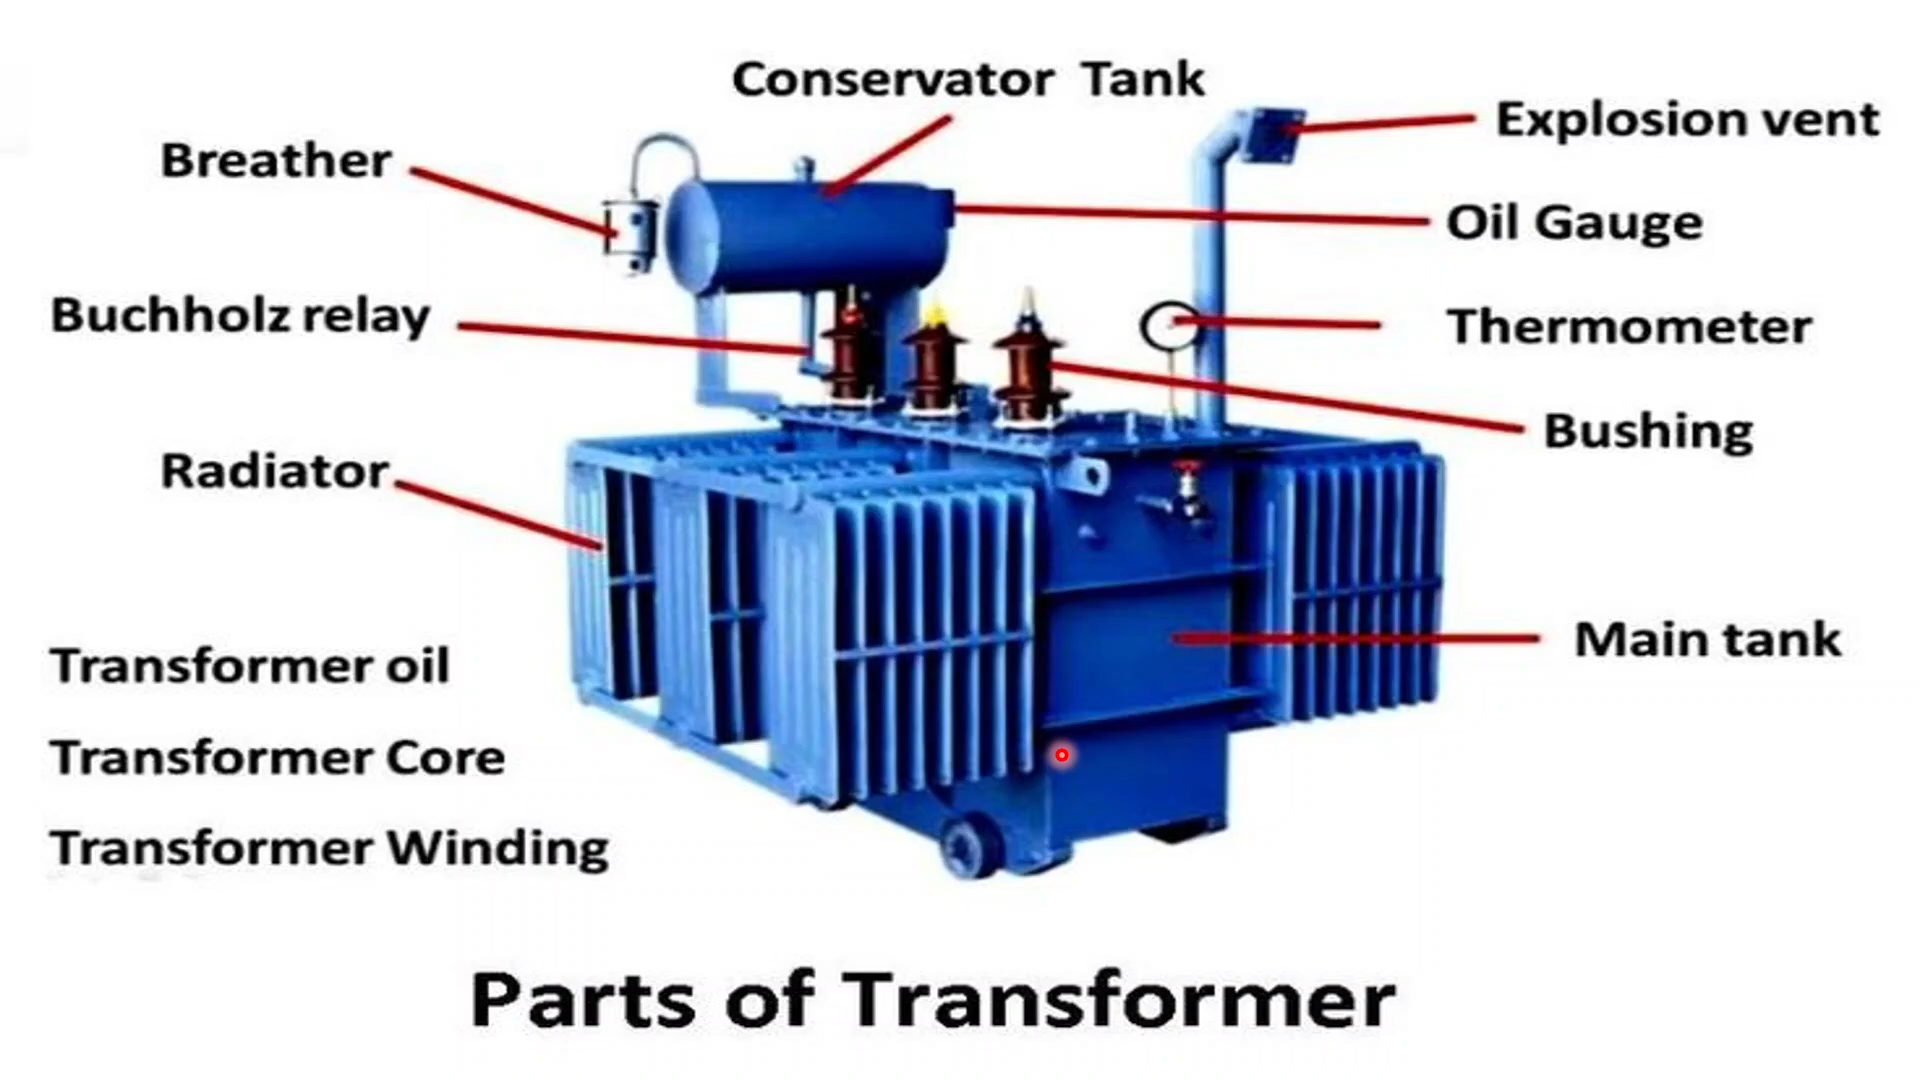 Conservator Tank
Explosion vent
Breather
Oil Gauge
Buchholz relay
Thermometer
Bushing
Radiator
Main tank
Transformer oil
Transformer Core
Transformer Winding
Parts of Transformer